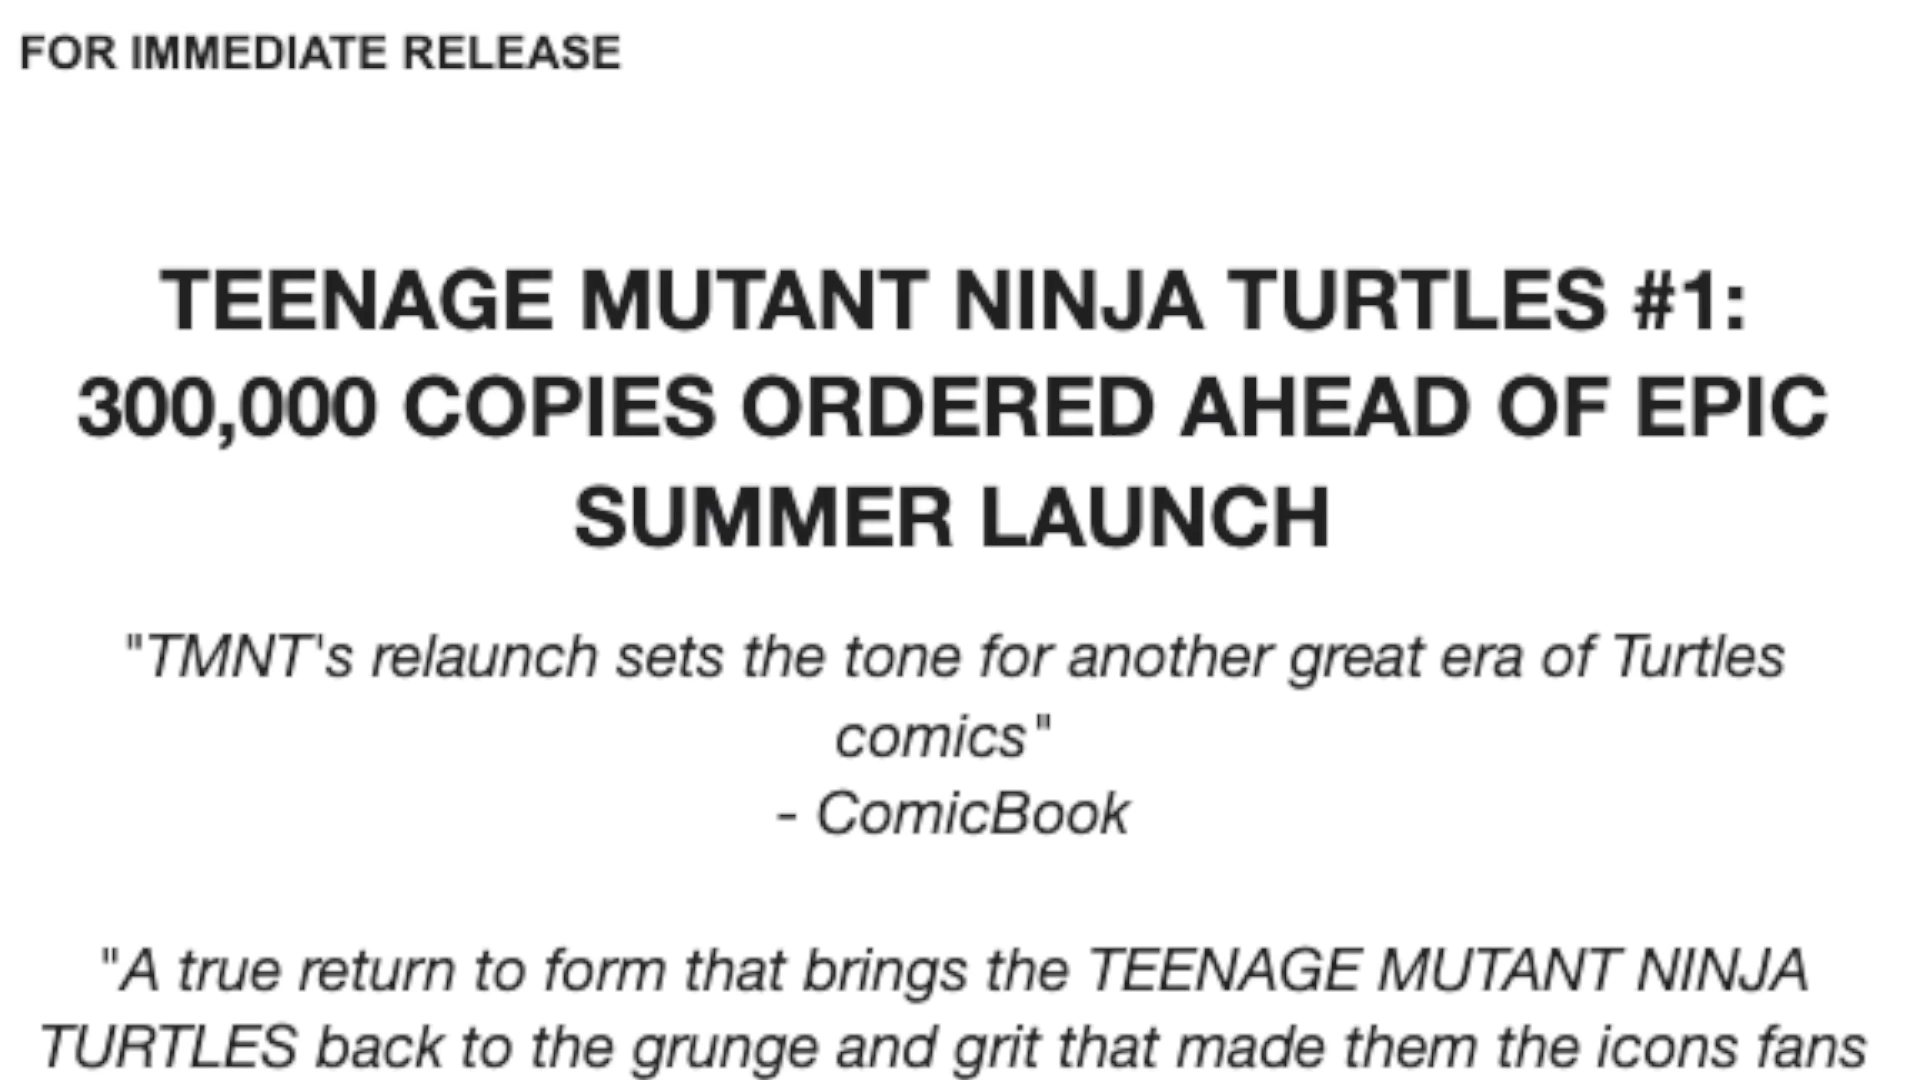 FOR IMMEDIATE RELEASE
TEENAGE MUTANT NINJA TURTLES #1:
300,000 COPIES ORDERED AHEAD OF EPIC
SUMMER LAUNCH
"TMNT's relaunch sets the tone for another great era of Turtles
comics"
- ComicBook
"A true return to form that brings the TEENAGE MUTANT NINJA
TURTLES back to the grunge and grit that made them the icons fans